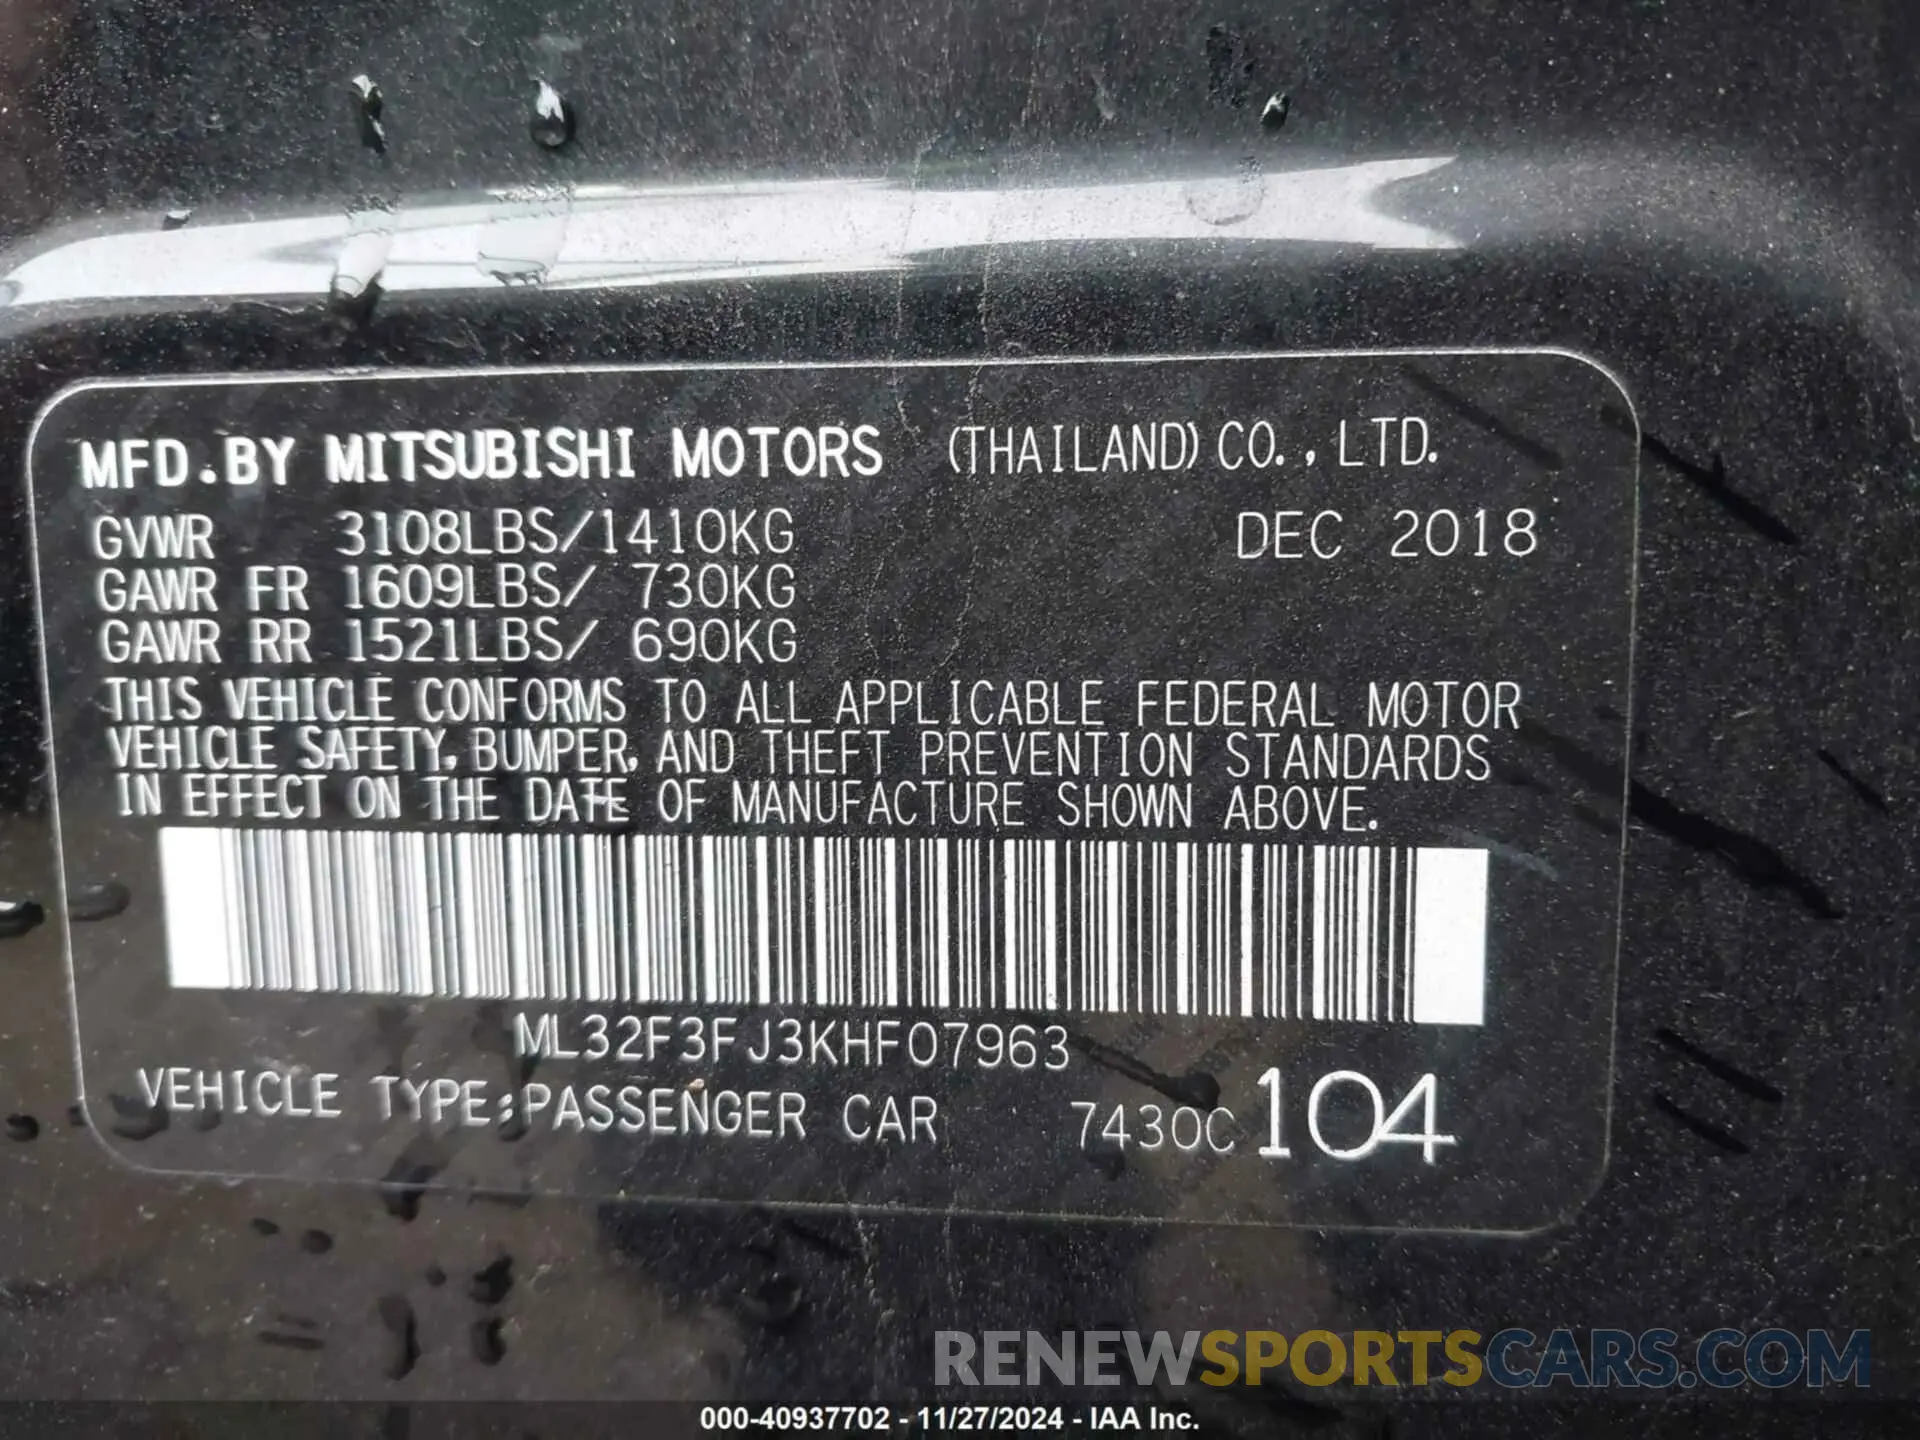 MFD.BY MITSUBISHI MOTORS (THAILAND) CO., LTD.
GVWR 3108LBS/1410KG DEC 2018
GAWR FR 1609LBS/ 730KG
GAWR RR 1521LBS/ 690KG
THIS VEHICLE CONFORMS TO ALL APPLICABLE FEDERAL MOTOR
VEHICLE SAFETY, BUMPER, AND THEFT PREVENTION STANDARDS
IN EFFECT ON THE DATE OF MANUFACTURE SHOWN ABOVE.
ML32F3FJ3KHF07963
VEHICLE TYPE:PASSENGER CAR 7430C 104
RENEWSPORTSCARS.COM
000-40937702 - 11/27/2024 - IAA Inc.